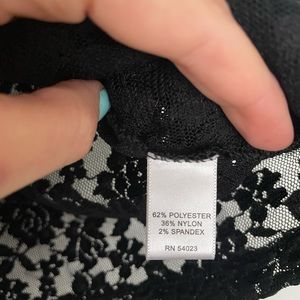 62% POLYESTER
36% NYLON
2% SPANDEX
RN 54023